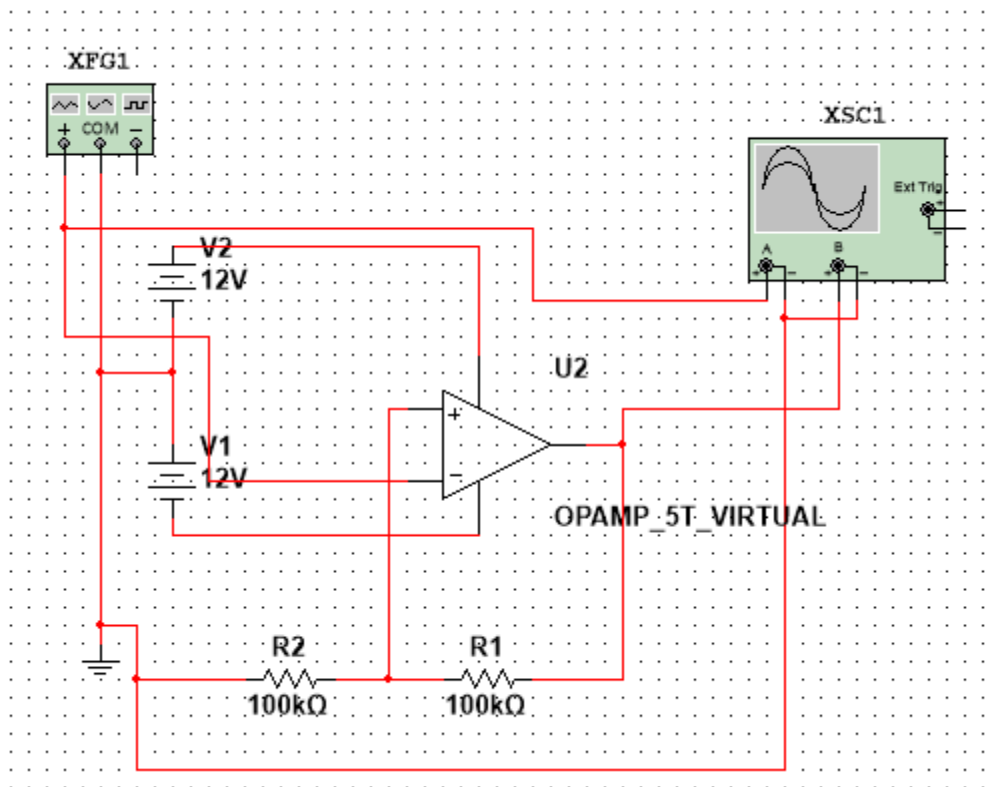 XFG1
+ COM −
XSC1
Ext Trig
+
−
A
B
+ − + −
V2
12V
U2
+
−
V1
12V
OPAMP_5T_VIRTUAL
R2
R1
100kΩ
100kΩ